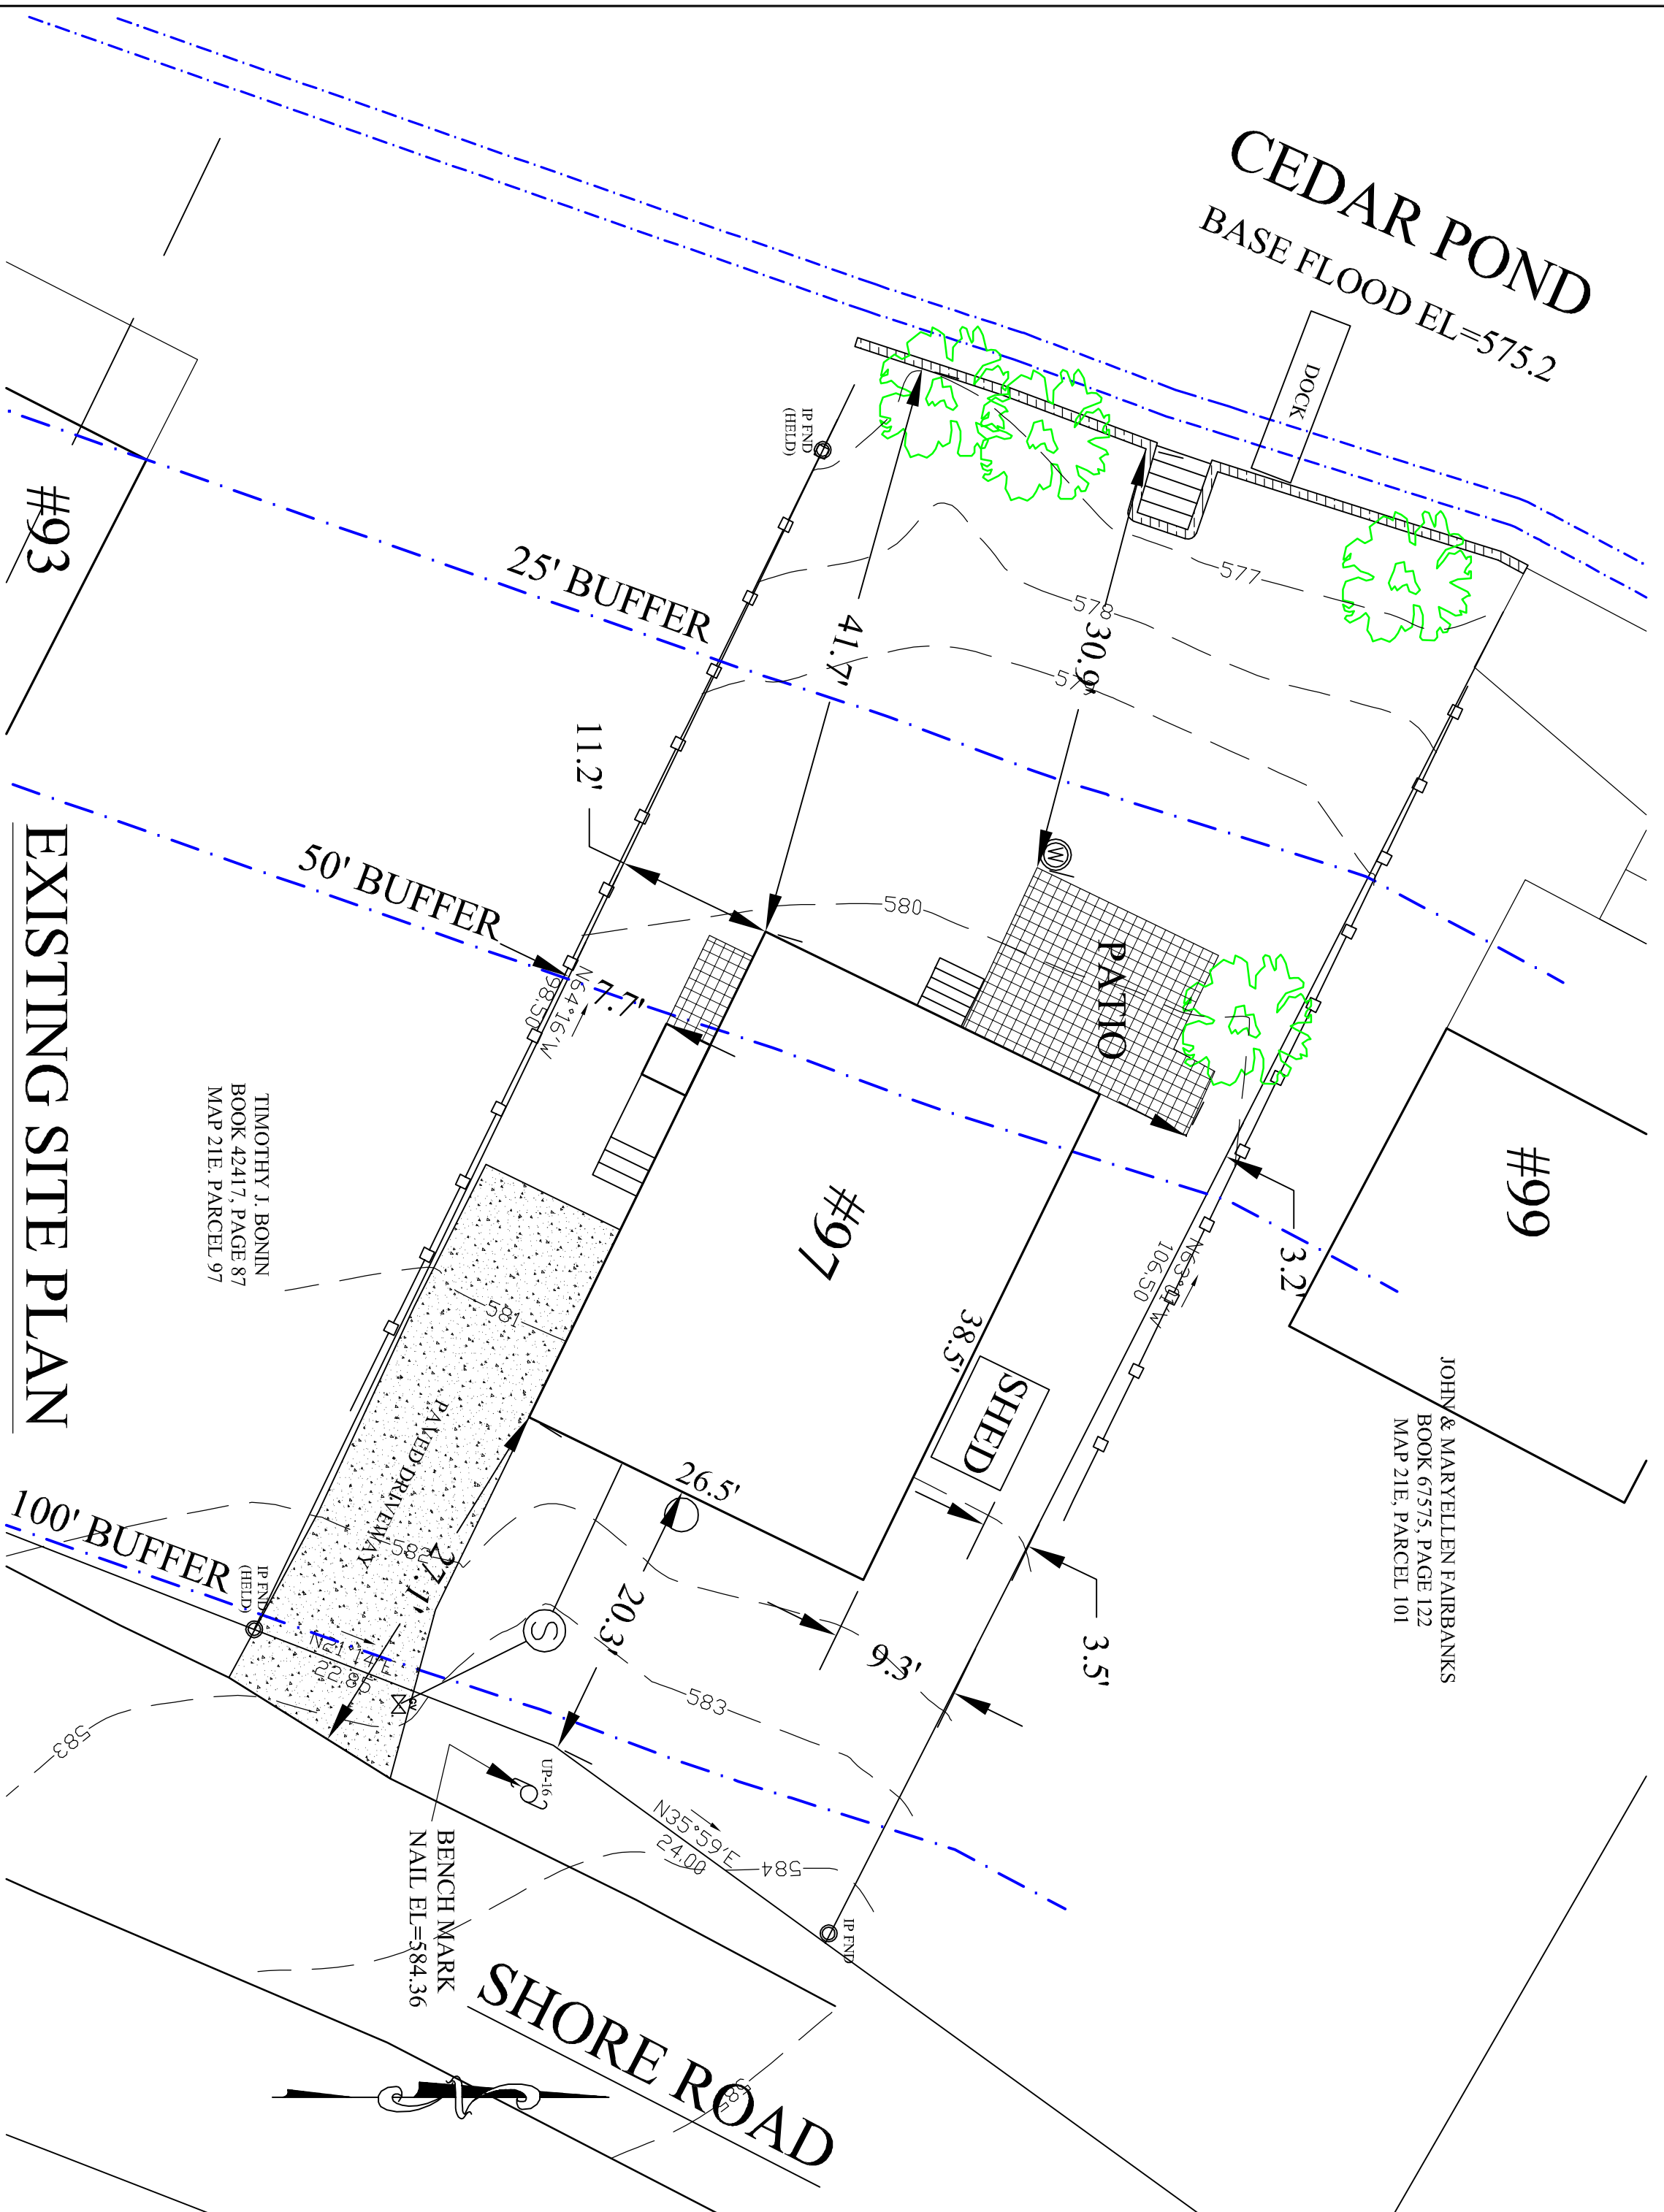 CEDAR POND
BASE FLOOD EL=575.2
DOCK
IP FND
(HELD)
#93
25' BUFFER
577
578
41.7'
30.9'
11.2'
W
50' BUFFER
580
PATIO
7.7'
N64°16'W
98.50
#99
#97
3.2'
106.50
EXISTING SITE PLAN
TIMOTHY J. BONIN
BOOK 42417, PAGE 87
MAP 21E. PARCEL 97
581
38.5'
SHED
JOHN & MARYELLEN FAIRBANKS
BOOK 67575, PAGE 122
MAP 21E, PARCEL 101
PAVED DRIVEWAY
26.5'
100' BUFFER
IP FND
(HELD)
582
27.1'
S
20.3'
9.3'
3.5'
N21°14'E
22.85
583
583
UP-16
N35°59'E
24.00
584
BENCH MARK
NAIL EL=584.36
IP FND
SHORE ROAD
585